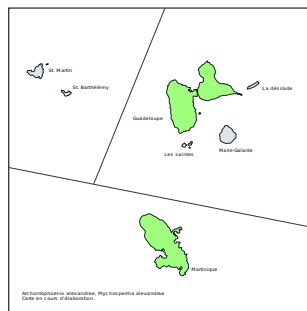 St. Martin
St. Barthélémy
La désirade
Guadeloupe
Les saintes
Marie-Galante
Martinique
Archontophoenix alexandrae, Ptychosperma alexandrae
Carte en cours d'élaboration.